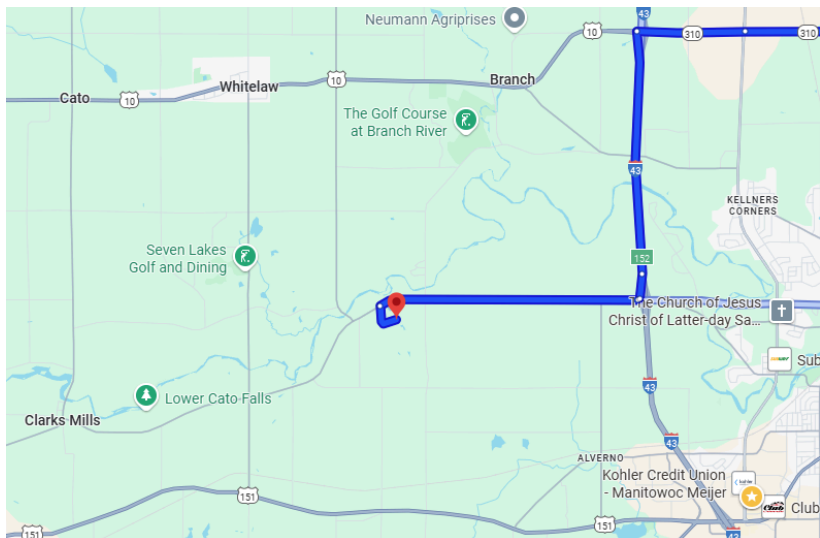 43
Neumann Agriprises
10
310
310
10
Branch
Whitelaw
10
Cato
10
The Golf Course
at Branch River
43
KELLNERS
CORNERS
Seven Lakes
Golf and Dining
152
The Church of Jesus
Christ of Latter-day Sa...
Sub
43
Lower Cato Falls
Clarks Mills
43
ALVERNO
Kohler Credit Union
- Manitowoc Meijer
151
Club
151
151
43